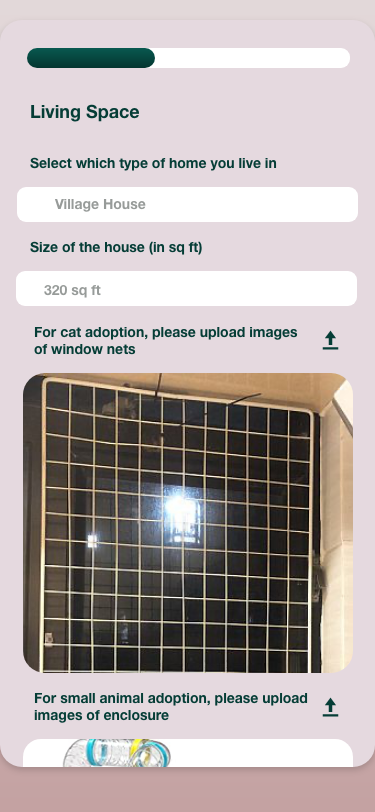 Living Space
Select which type of home you live in
Village House
Size of the house (in sq ft)
320 sq ft
For cat adoption, please upload images
of window nets
For small animal adoption, please upload
images of enclosure